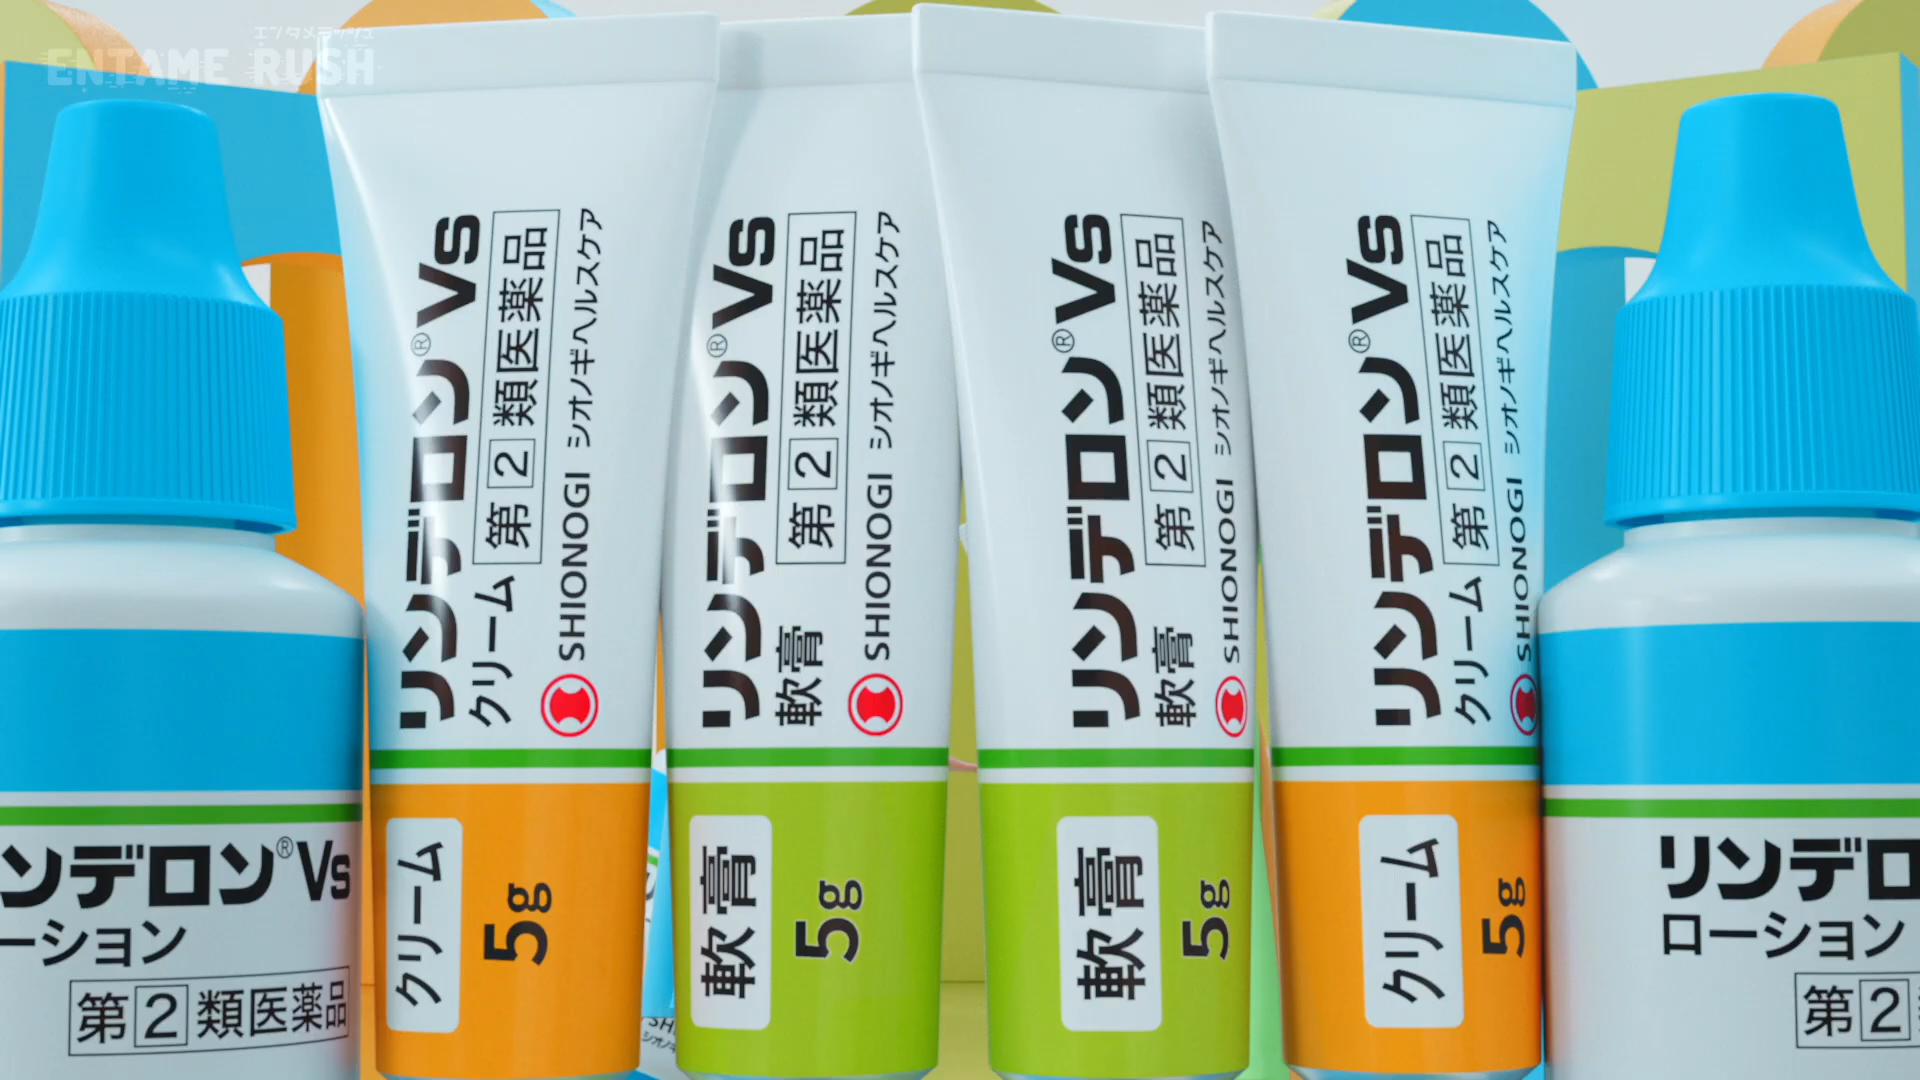 エンタメラッシュ
ENTAME RUSH
リンデロン®Vs
クリーム
第2類医薬品
SHIONOGI シオノギヘルスケア
クリーム
5g
リンデロン®Vs
軟膏
第2類医薬品
SHIONOGI シオノギヘルスケア
軟膏
5g
リンデロン®Vs
軟膏
第2類医薬品
SHIONOGI シオノギヘルスケア
軟膏
5g
リンデロン®Vs
クリーム
第2類医薬品
SHIONOGI シオノギヘルスケア
クリーム
5g
ンデロン®Vs
ーション
第2類医薬品
リンデロ
ローション
第2